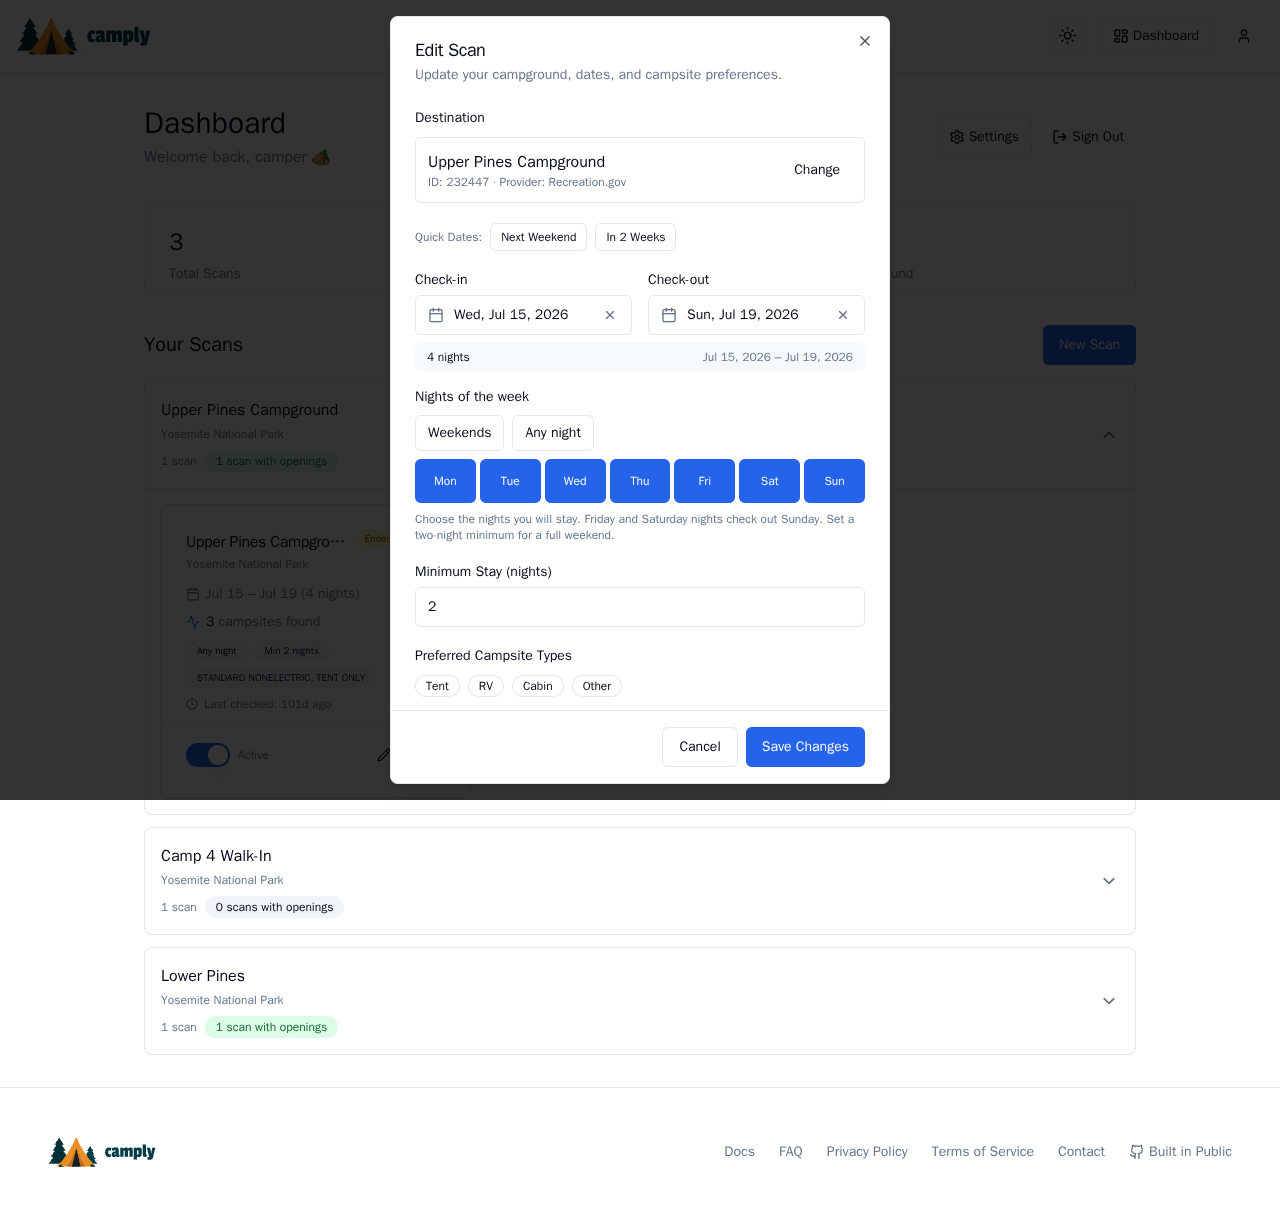 camply
Dashboard
Dashboard
Welcome back, camper
Settings
Sign Out
3
Total Scans
und
Your Scans
New Scan
Upper Pines Campground
Yosemite National Park
1 scan
1 scan with openings
Upper Pines Campgro···
Ended
Yosemite National Park
Jul 15 – Jul 19 (4 nights)
3 campsites found
Any night
Min 2 nights
STANDARD NONELECTRIC, TENT ONLY
Last checked: 101d ago
Active
Edit Scan
Update your campground, dates, and campsite preferences.
Destination
Upper Pines Campground
ID: 232447 · Provider: Recreation.gov
Change
Quick Dates:
Next Weekend
In 2 Weeks
Check-in
Check-out
Wed, Jul 15, 2026
Sun, Jul 19, 2026
4 nights
Jul 15, 2026 – Jul 19, 2026
Nights of the week
Weekends
Any night
Mon
Tue
Wed
Thu
Fri
Sat
Sun
Choose the nights you will stay. Friday and Saturday nights check out Sunday. Set a
two-night minimum for a full weekend.
Minimum Stay (nights)
2
Preferred Campsite Types
Tent
RV
Cabin
Other
Cancel
Save Changes
Camp 4 Walk-In
Yosemite National Park
1 scan
0 scans with openings
Lower Pines
Yosemite National Park
1 scan
1 scan with openings
camply
Docs
FAQ
Privacy Policy
Terms of Service
Contact
Built in Public